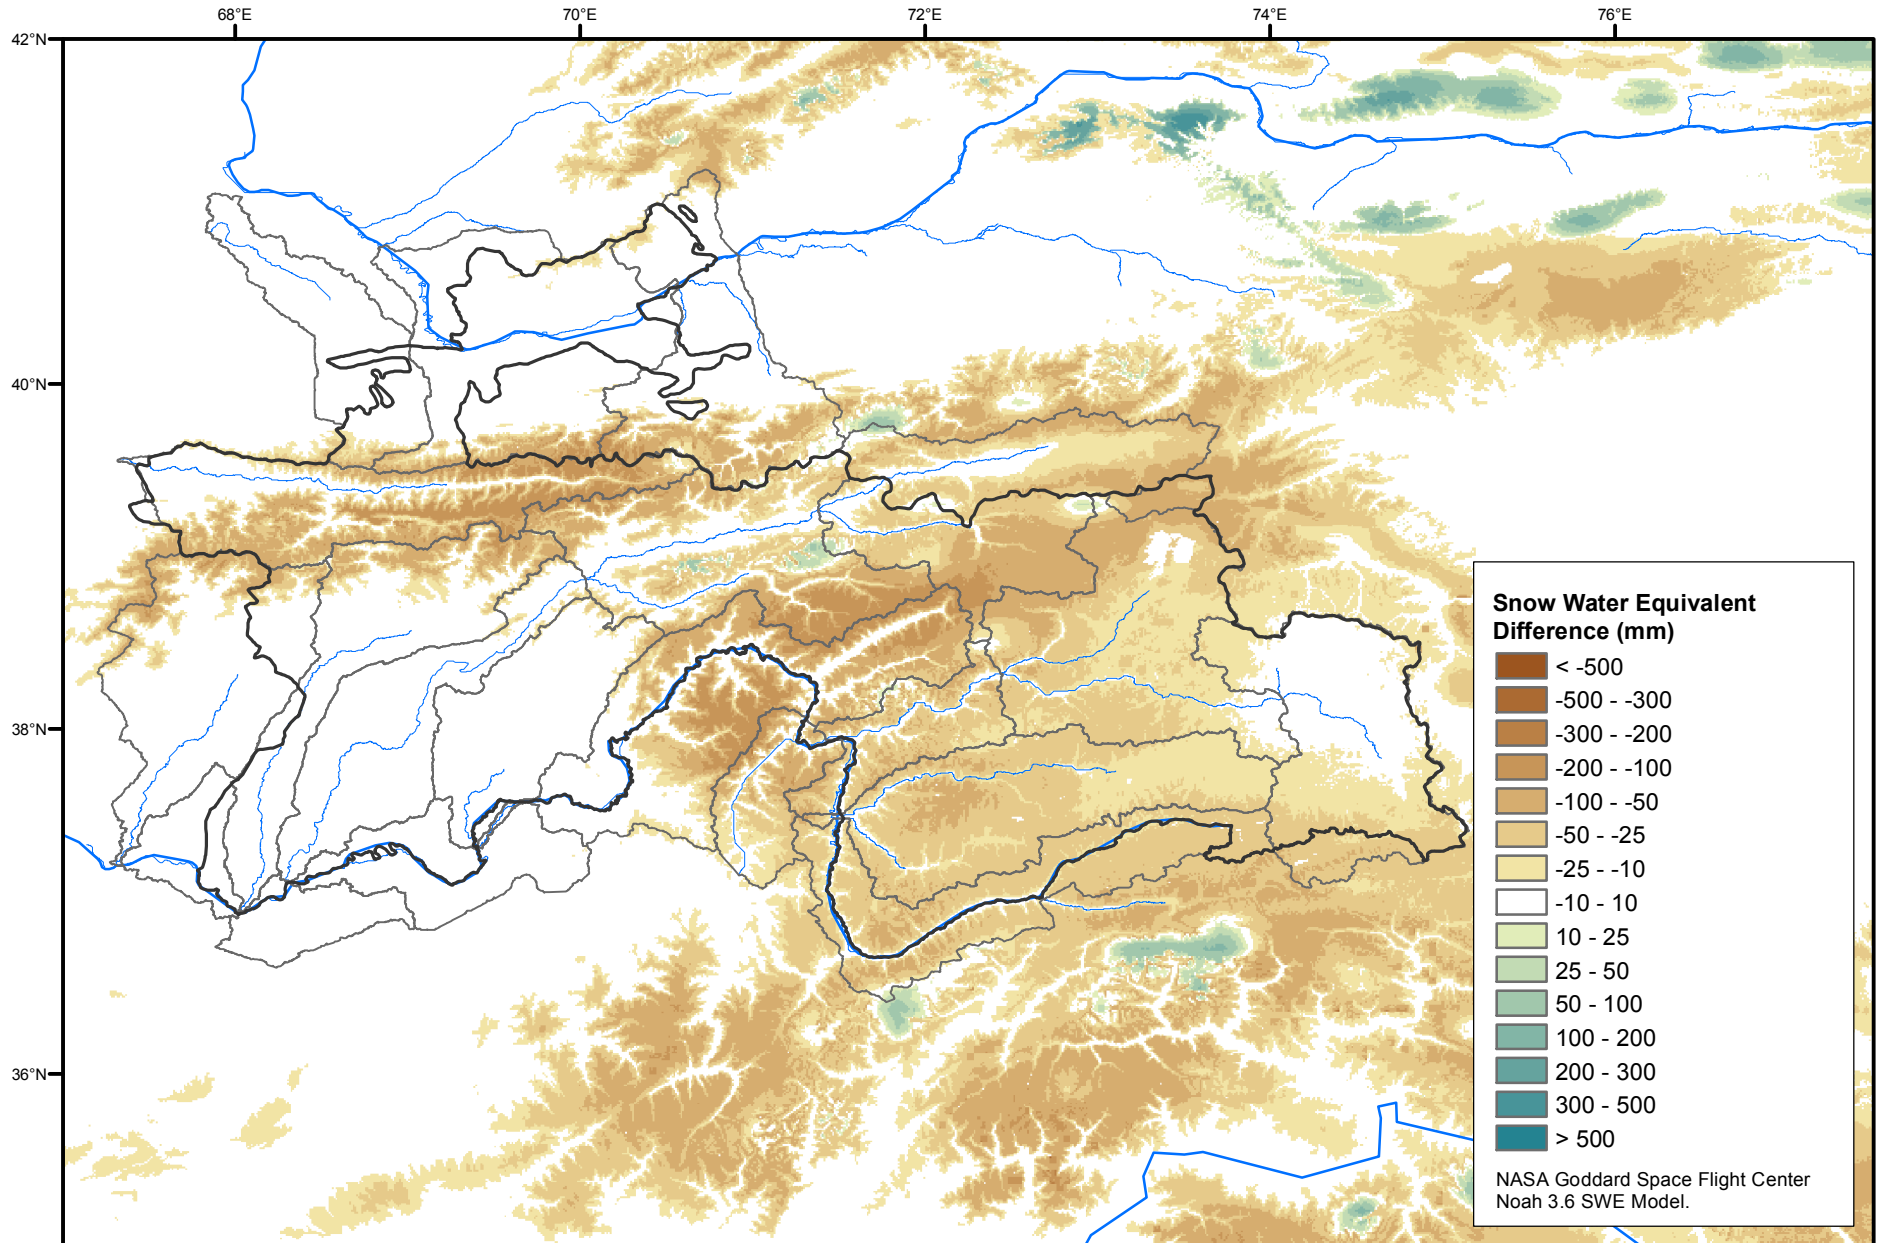 68°E
70°E
72°E
74°E
76°E
42°N
40°N
38°N
36°N
Snow Water Equivalent
Difference (mm)
< -500
-500 - -300
-300 - -200
-200 - -100
-100 - -50
-50 - -25
-25 - -10
-10 - 10
10 - 25
25 - 50
50 - 100
100 - 200
200 - 300
300 - 500
> 500
NASA Goddard Space Flight Center
Noah 3.6 SWE Model.